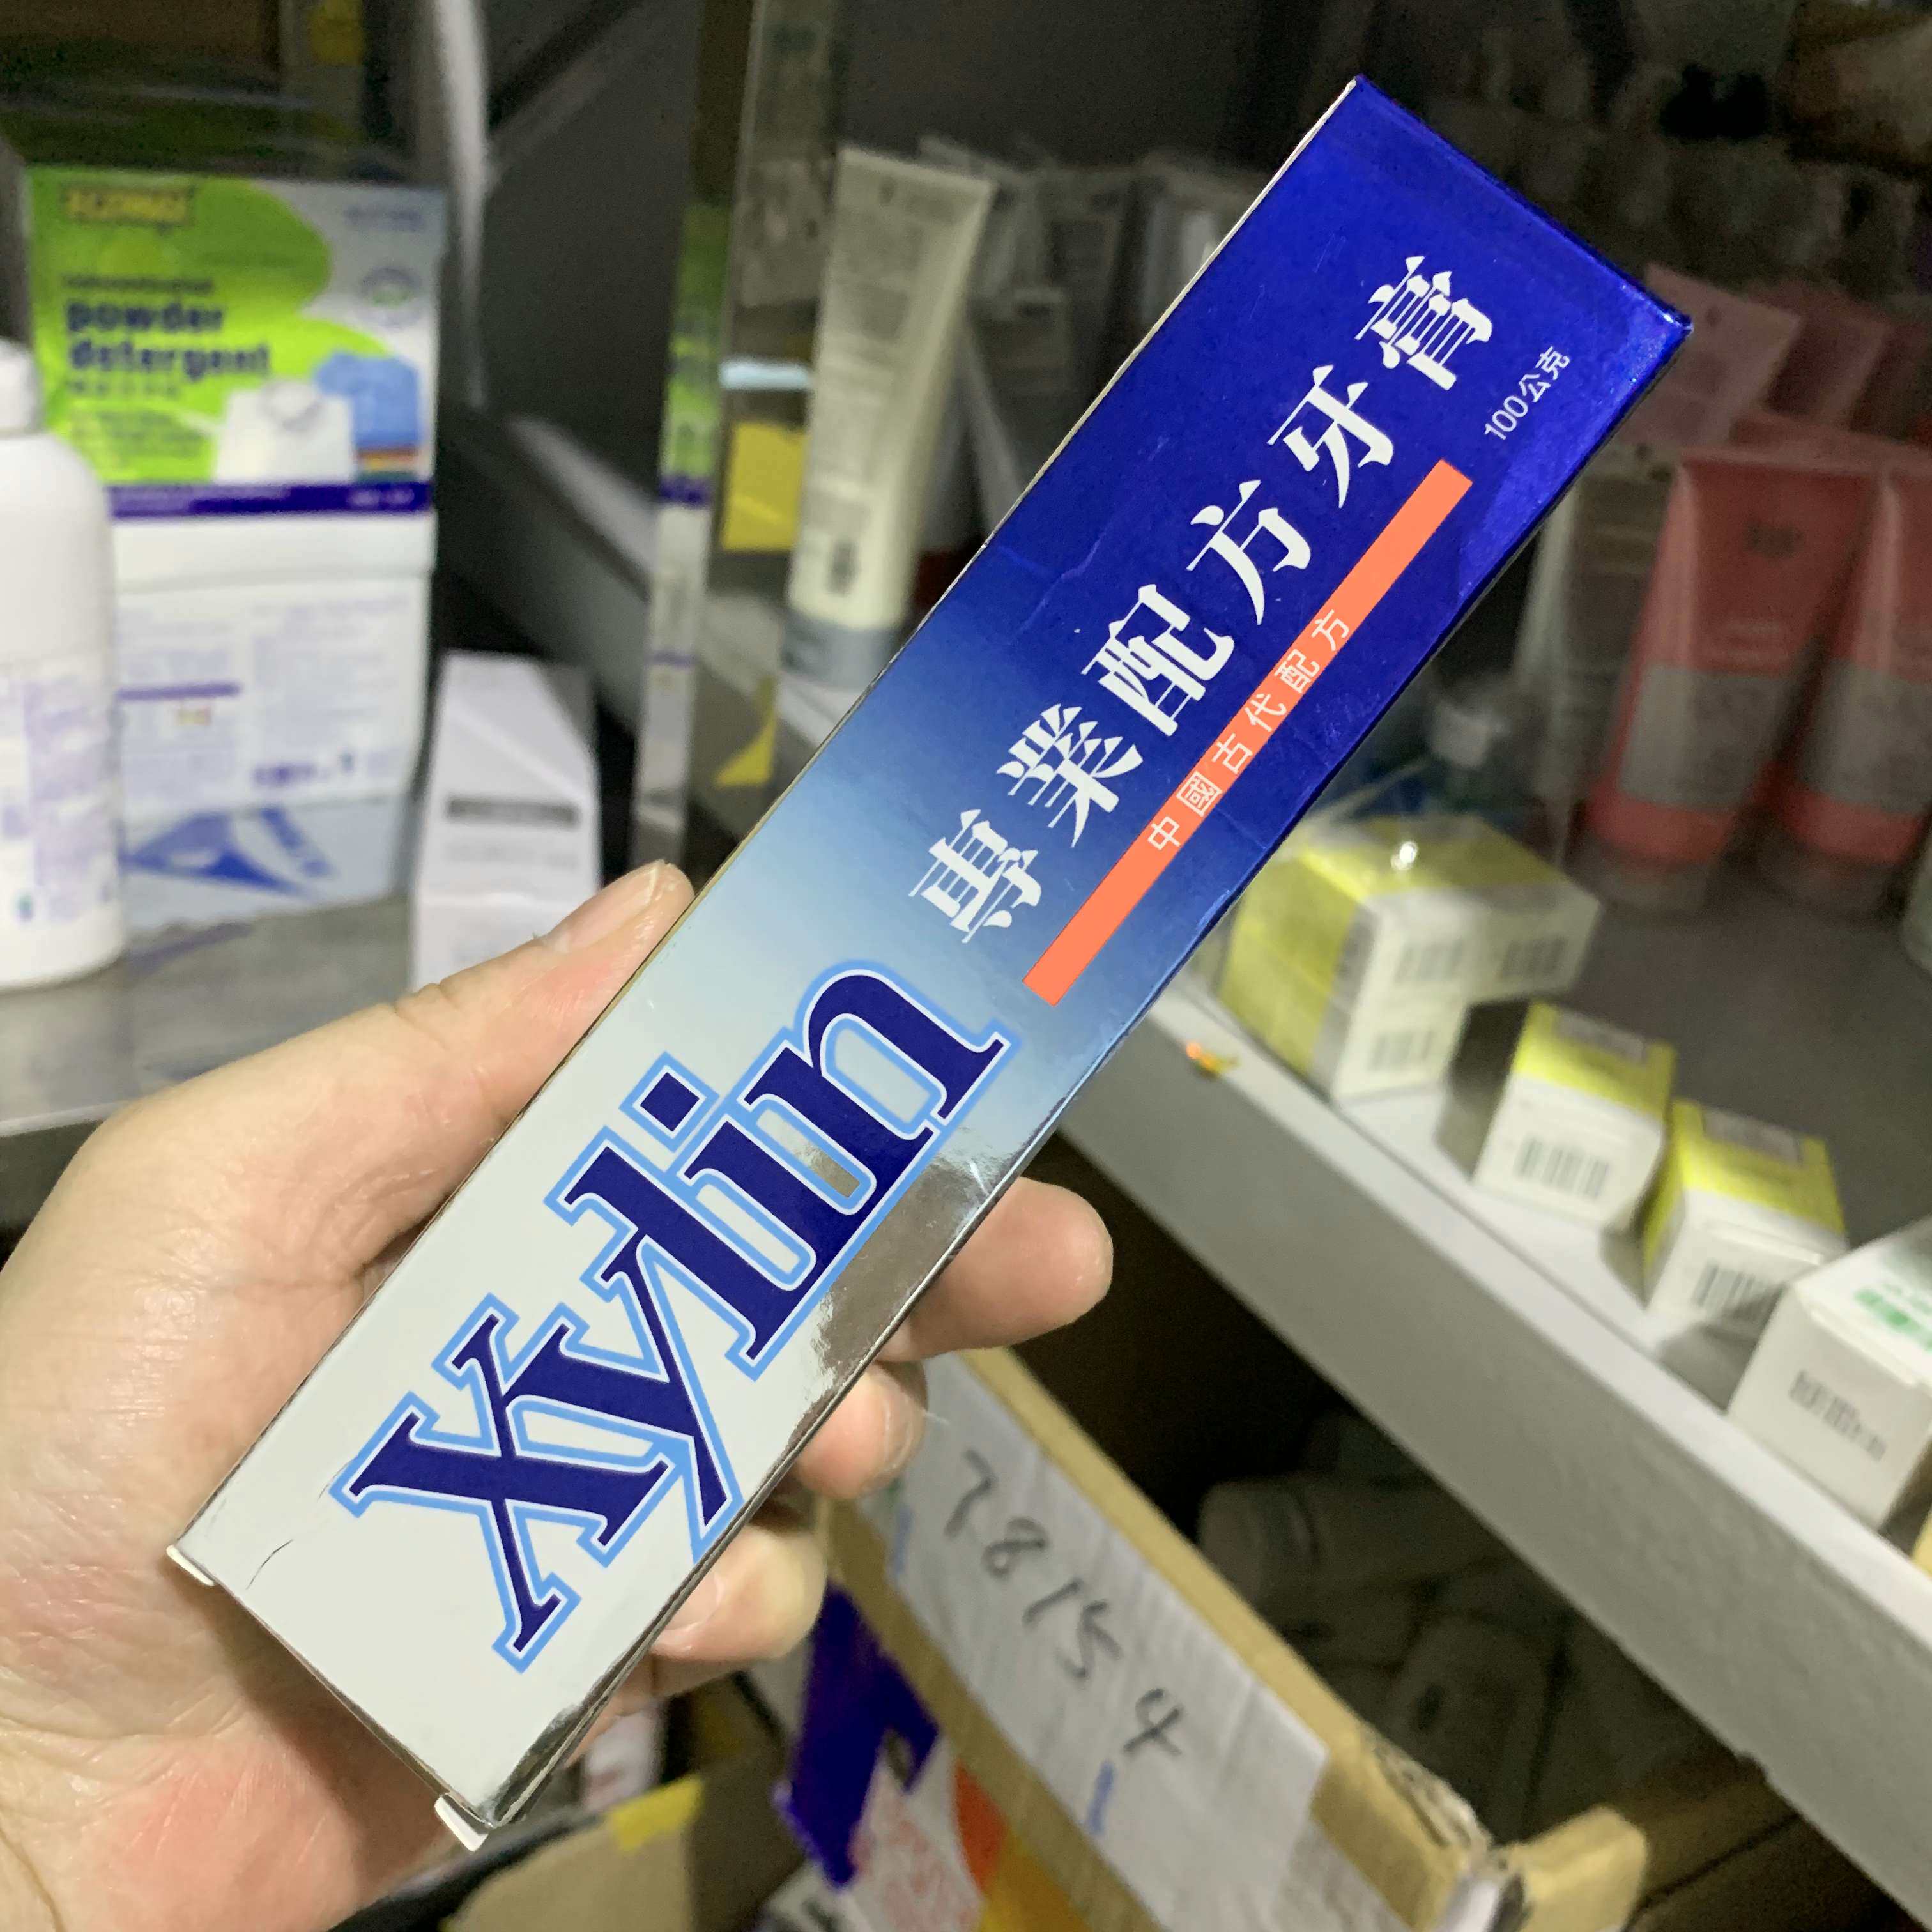 Xylin
專業配方牙膏
中國古代配方
100公克
powder
detergent
78154